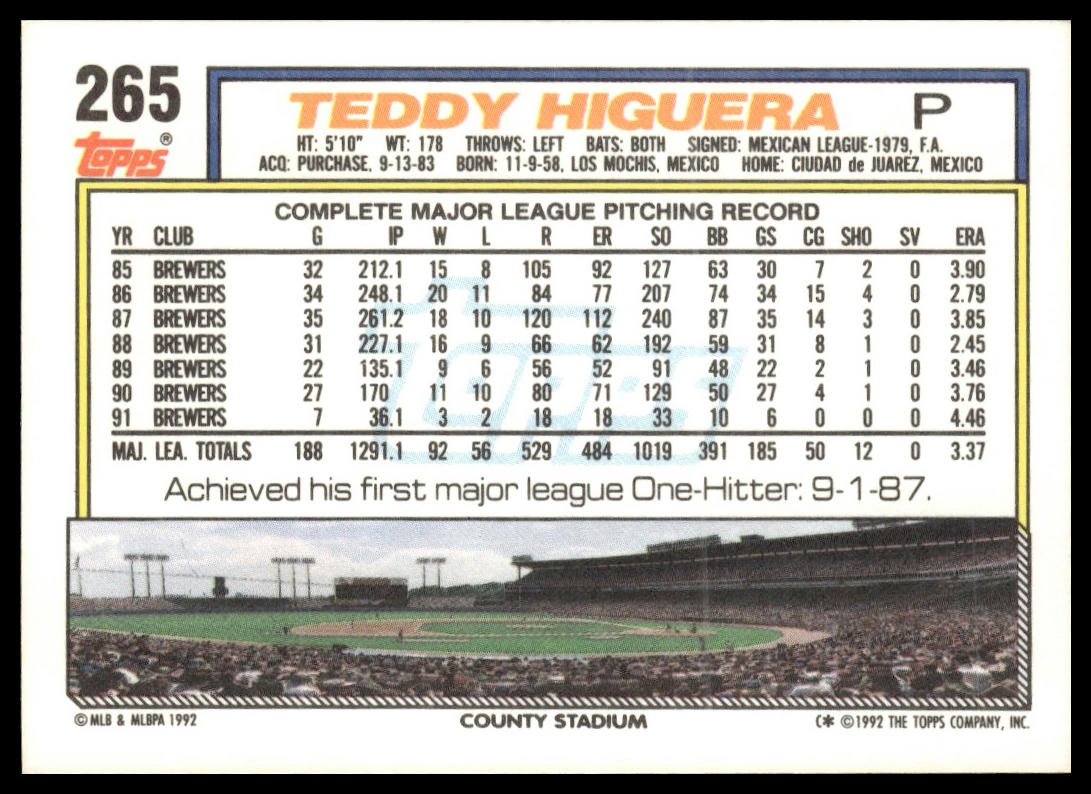 265
TOPPS®
TEDDY HIGUERA P
HT: 5'10" WT: 178 THROWS: LEFT BATS: BOTH SIGNED: MEXICAN LEAGUE-1979, F.A.
ACQ: PURCHASE, 9-13-83 BORN: 11-9-58, LOS MOCHIS, MEXICO HOME: CIUDAD de JUAREZ, MEXICO
COMPLETE MAJOR LEAGUE PITCHING RECORD
YR CLUB G IP W L R ER SO BB GS CG SHO SV ERA
85 BREWERS 32 212.1 15 8 105 92 127 63 30 7 2 0 3.90
86 BREWERS 34 248.1 20 11 84 77 207 74 34 15 4 0 2.79
87 BREWERS 35 261.2 18 10 120 112 240 87 35 14 3 0 3.85
88 BREWERS 31 227.1 16 9 66 62 192 59 31 8 1 0 2.45
89 BREWERS 22 135.1 9 6 56 52 91 48 22 2 1 0 3.46
90 BREWERS 27 170 11 10 80 71 129 50 27 4 1 0 3.76
91 BREWERS 7 36.1 3 2 18 18 33 10 6 0 0 0 4.46
MAJ. LEA. TOTALS 188 1291.1 92 56 529 484 1019 391 185 50 12 0 3.37
TOPPS
Achieved his first major league One-Hitter: 9-1-87.
© MLB & MLBPA 1992 COUNTY STADIUM (✱ ©1992 THE TOPPS COMPANY, INC.